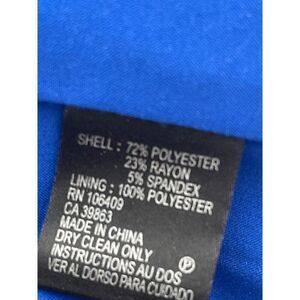 SHELL : 72% POLYESTER
23% RAYON
5% SPANDEX
LINING : 100% POLYESTER
RN 106409
CA 39863
MADE IN CHINA
DRY CLEAN ONLY
INSTRUCTIONS AU DOS
VER AL DORSO PARA CUIDADO
P